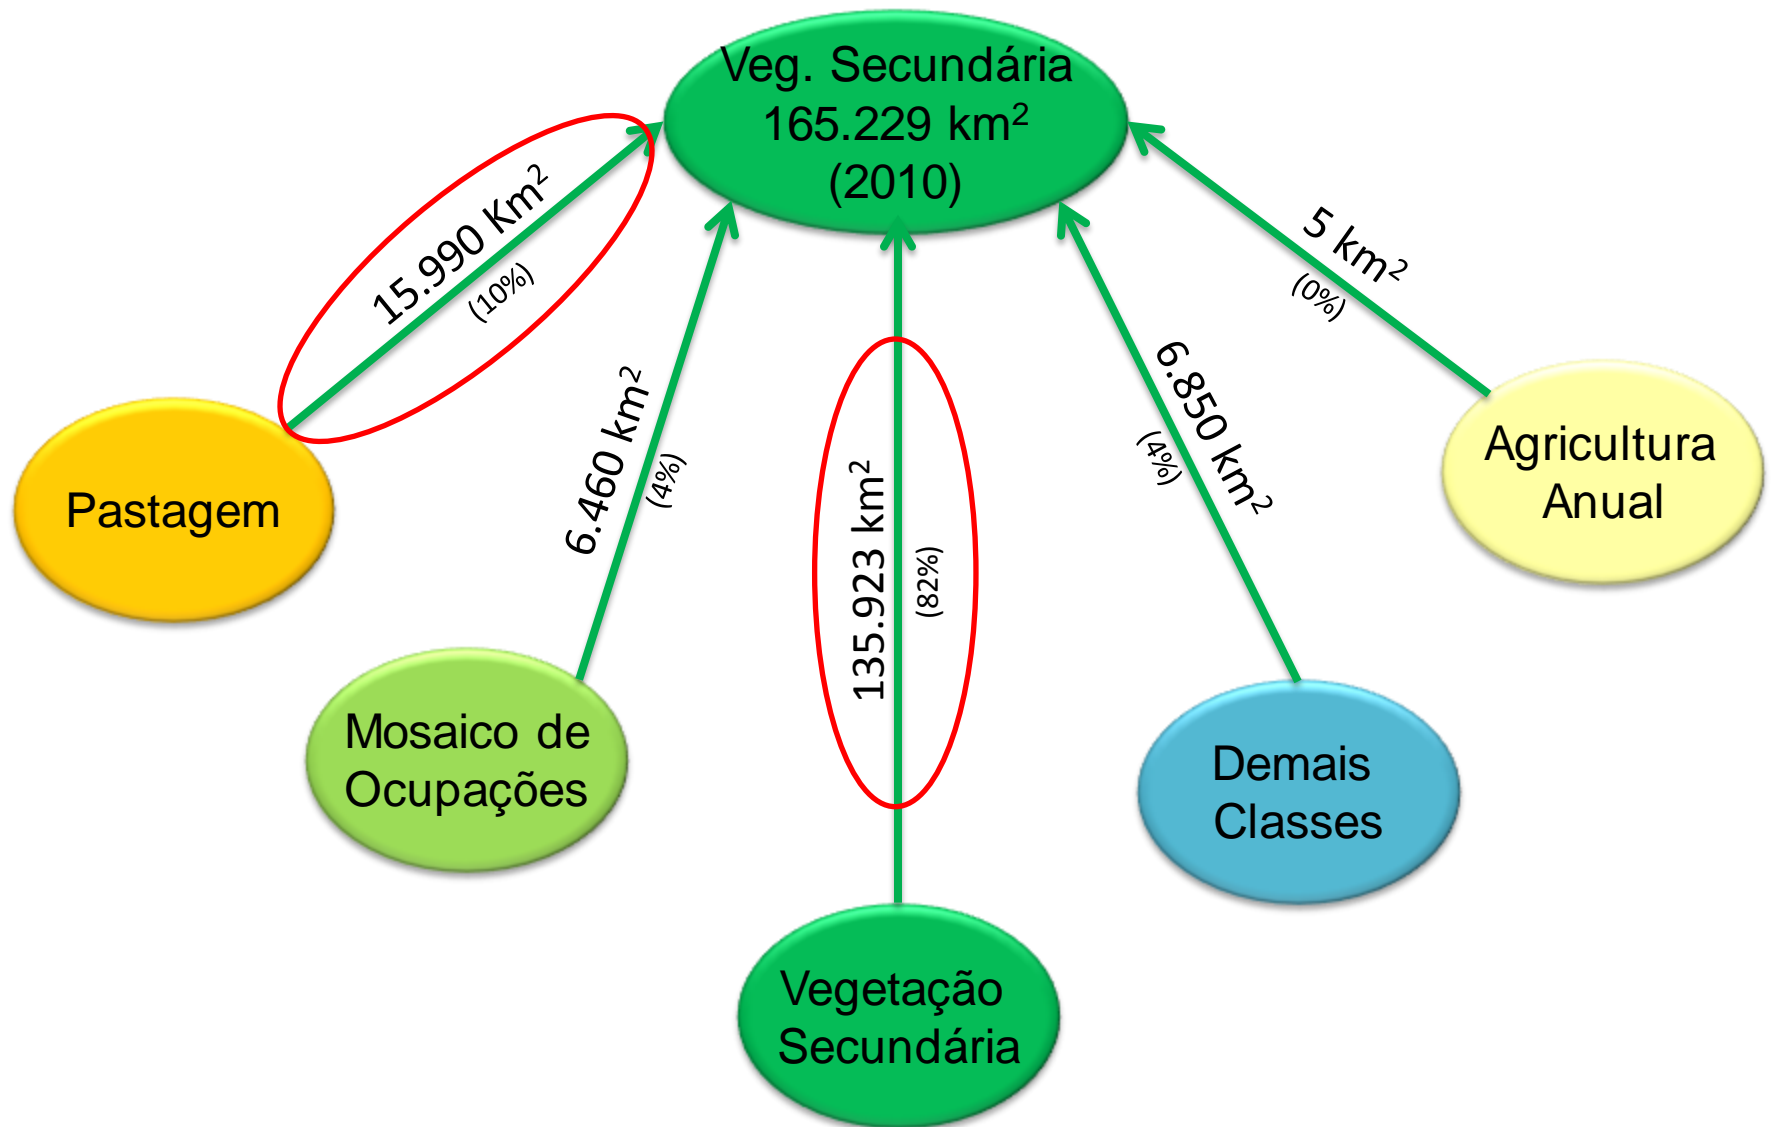 Veg. Secundária
165.229 km²
(2010)
15.990 Km²
(10%)
6.460 km²
(4%)
135.923 km²
(82%)
6.850 km²
(4%)
5 km²
(0%)
Pastagem
Mosaico de
Ocupações
Vegetação
Secundária
Demais
Classes
Agricultura
Anual